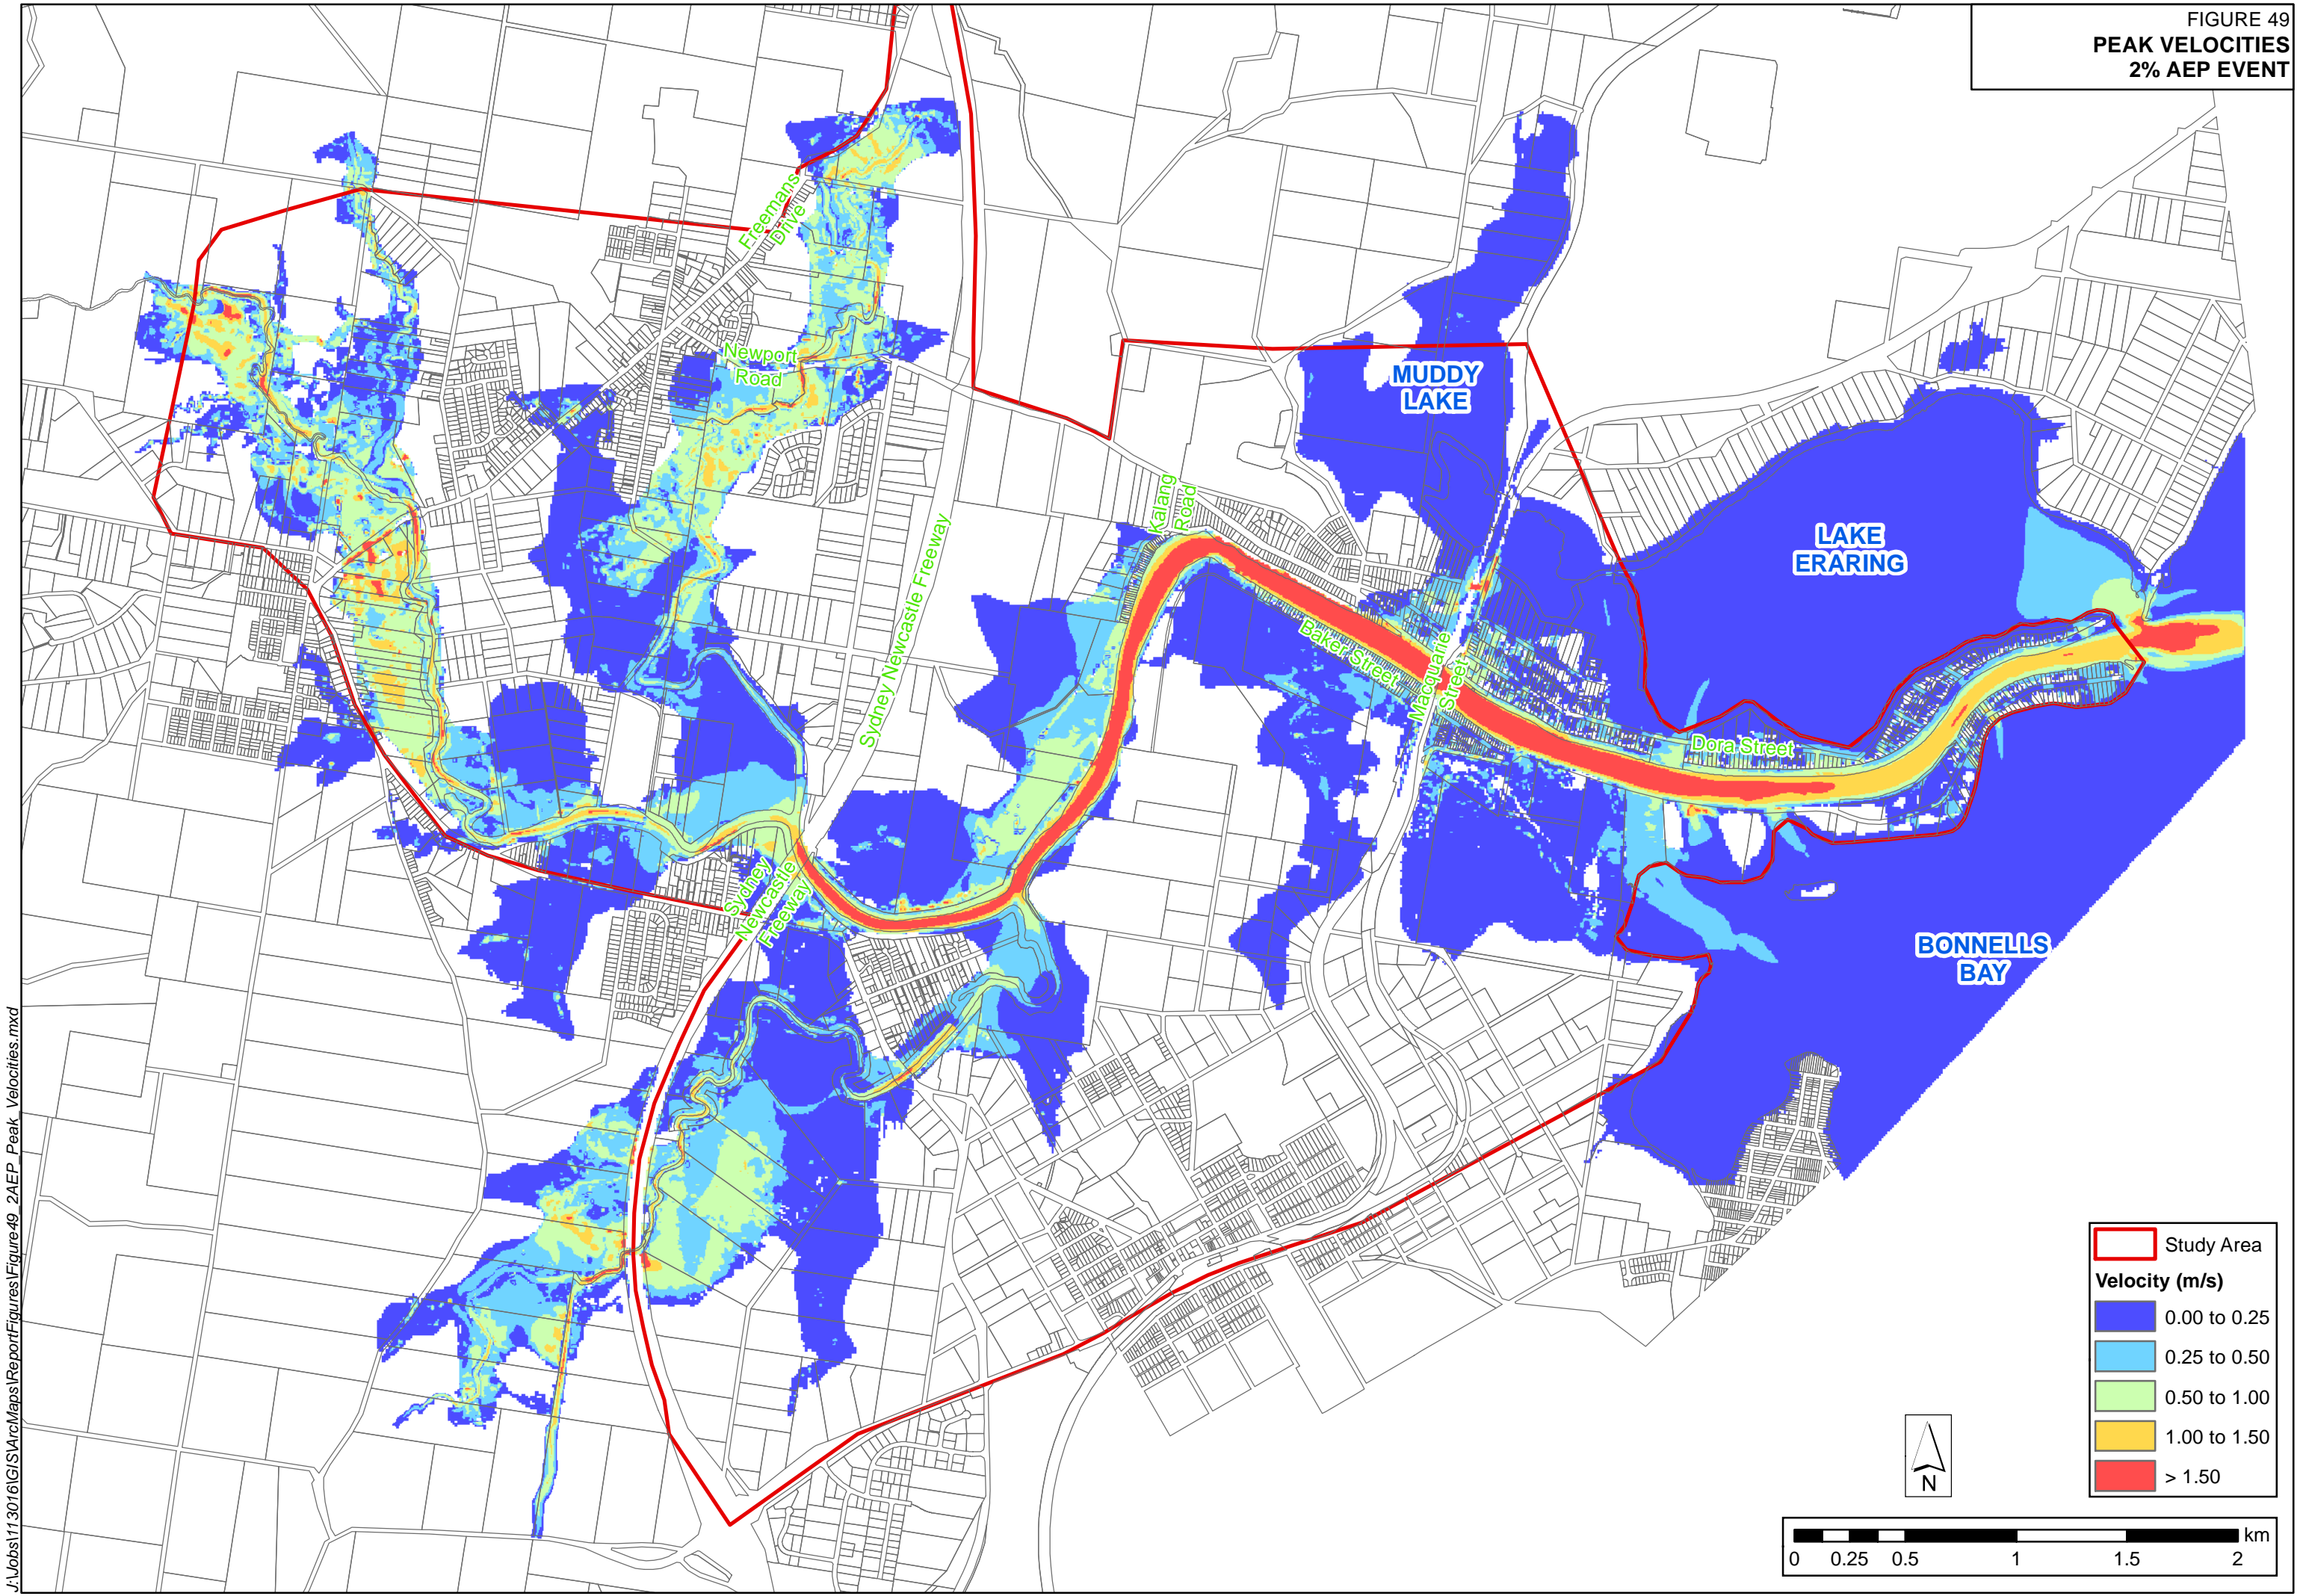 FIGURE 49
PEAK VELOCITIES
2% AEP EVENT
Freemans
Drive
Newport
Road
MUDDY
LAKE
Kalang
Road
LAKE
ERARING
Sydney Newcastle Freeway
Baker Street
Macquarie
Street
Dora Street
Sydney
Newcastle
Freeway
BONNELLS
BAY
J:\Jobs\113016\GIS\ArcMaps\ReportFigures\Figure49_2AEP_Peak_Velocities.mxd
Study Area
Velocity (m/s)
0.00 to 0.25
0.25 to 0.50
0.50 to 1.00
1.00 to 1.50
> 1.50
N
km
0 0.25 0.5 1 1.5 2